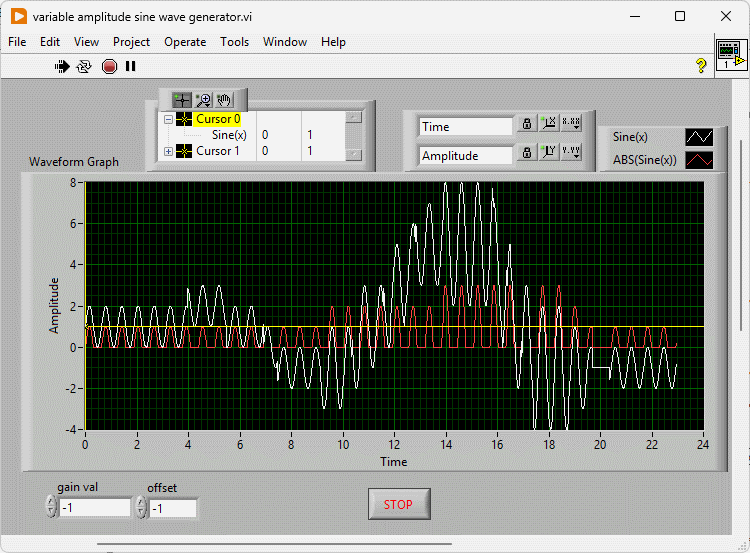 variable amplitude sine wave generator.vi
File Edit View Project Operate Tools Window Help
? 1
Cursor 0
Sine(x) 0 1
Cursor 1 0 1
Time X X.XX
Amplitude Y Y.YY
Sine(x)
ABS(Sine(x))
Waveform Graph
Amplitude
8
6
4
2
0
-2
-4
0 2 4 6 8 10 12 14 16 18 20 22 24
Time
gain val offset
-1 -1
STOP